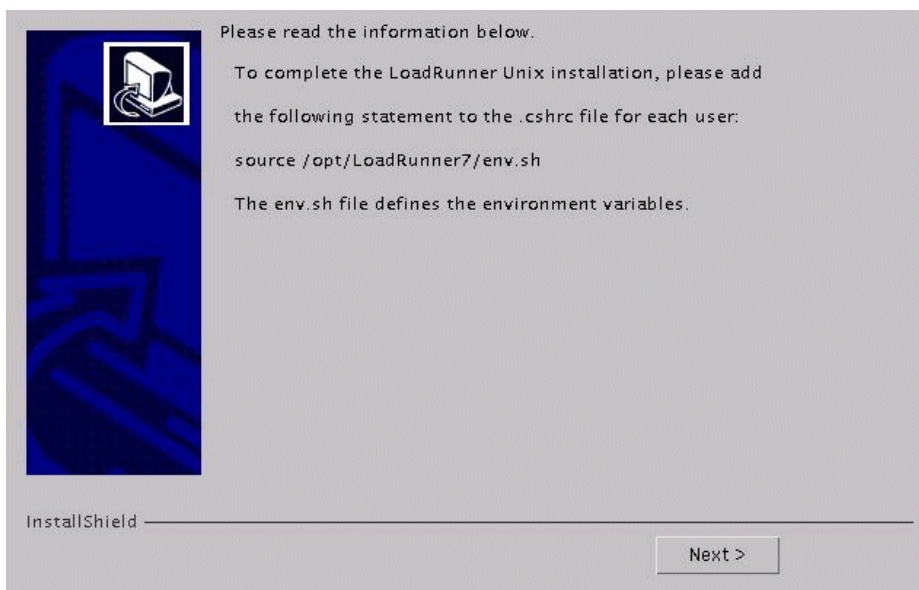 Please read the information below.
To complete the LoadRunner Unix installation, please add
the following statement to the .cshrc file for each user:
source /opt/LoadRunner7/env.sh
The env.sh file defines the environment variables.
InstallShield
Next >